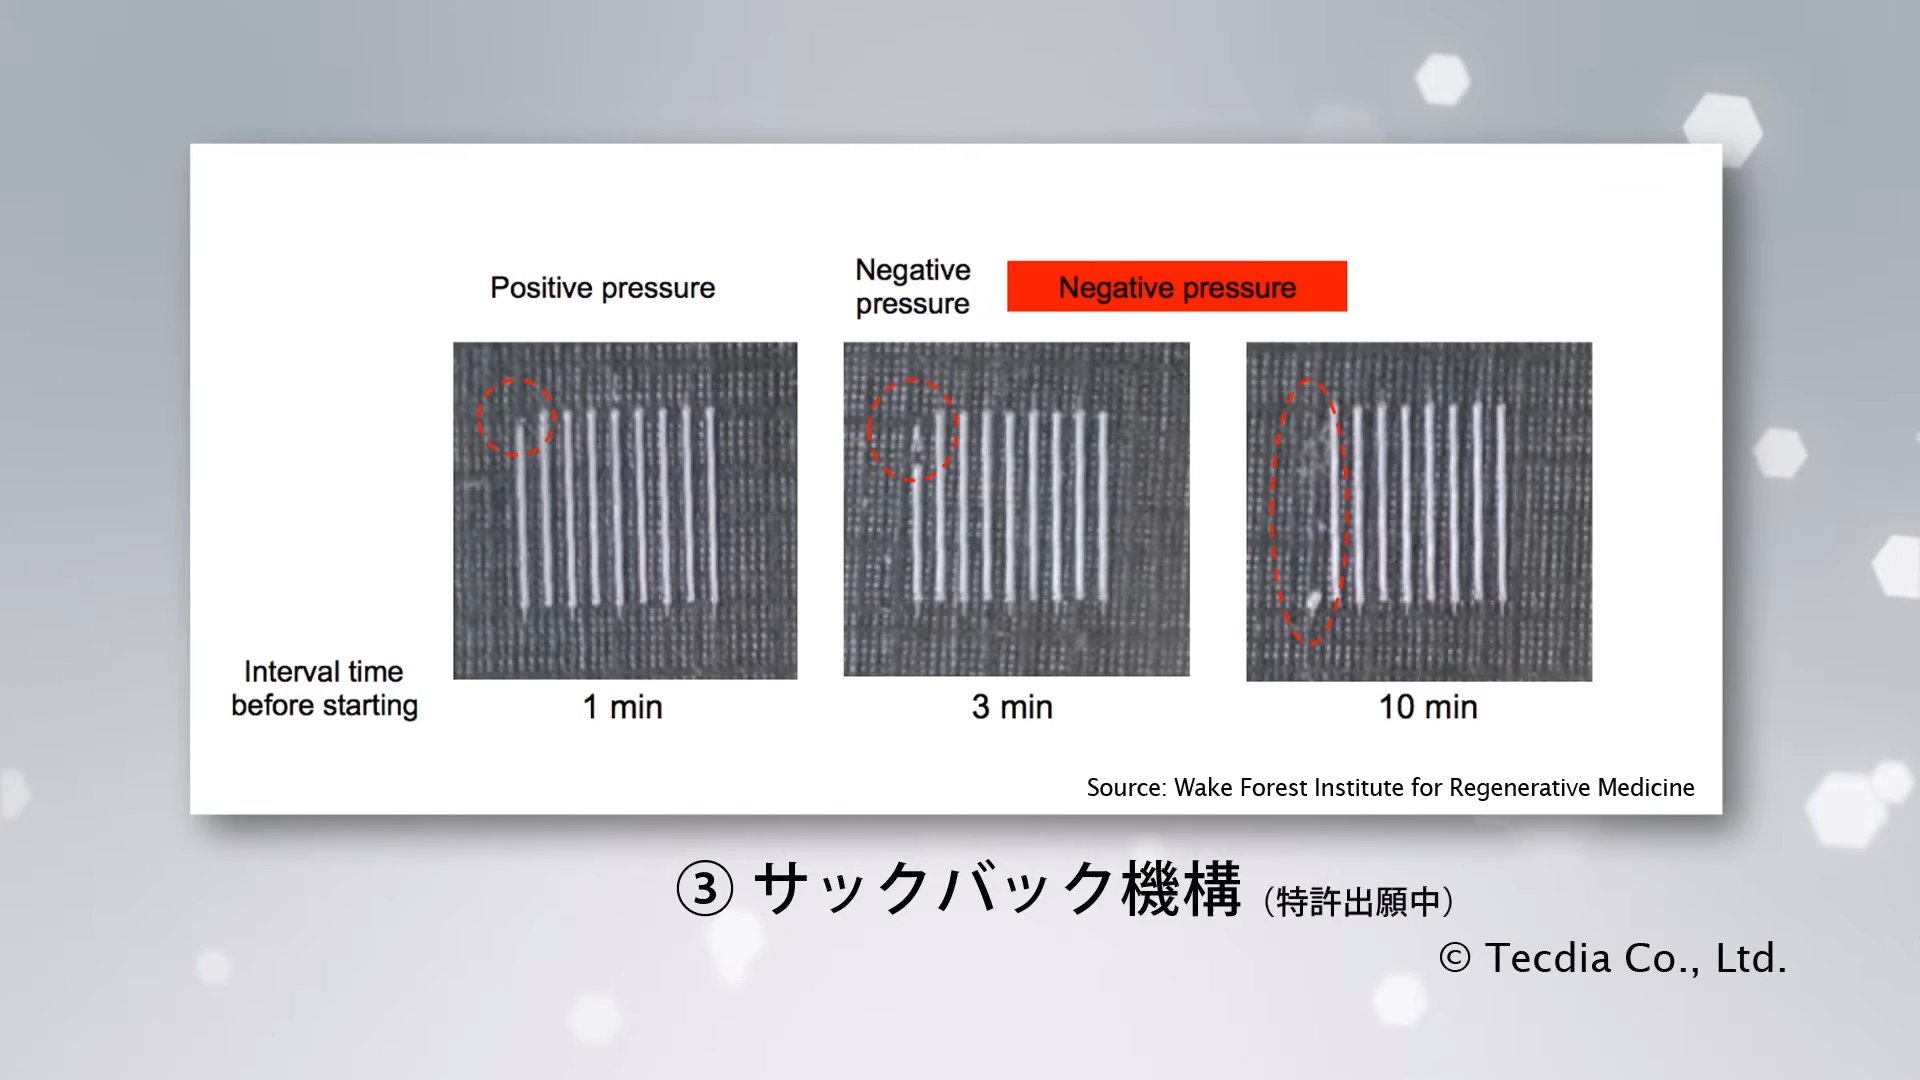 Positive pressure
Negative
pressure
Negative pressure
Interval time
before starting
1 min
3 min
10 min
Source: Wake Forest Institute for Regenerative Medicine
③ サックバック機構（特許出願中）
© Tecdia Co., Ltd.